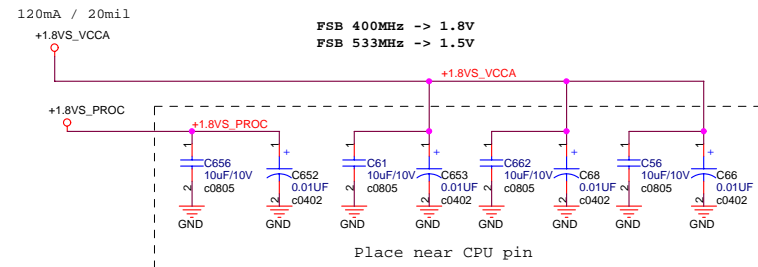 120mA / 20mil
FSB 400MHz -> 1.8V
FSB 533MHz -> 1.5V
+1.8VS_VCCA
+1.8VS_VCCA
+1.8VS_PROC
+1.8VS_PROC
1 1 + 1 1 + 1 1 + 1 1 +
C656 C652 C61 C653 C662 C68 C56 C66
10uF/10V 0.01UF 10uF/10V 0.01UF 10uF/10V 0.01UF 10uF/10V 0.01UF
c0805 c0402 c0805 c0402 c0805 c0402 c0805 c0402
2 2 2 2 2 2 2 2
GND GND GND GND GND GND GND GND
Place near CPU pin